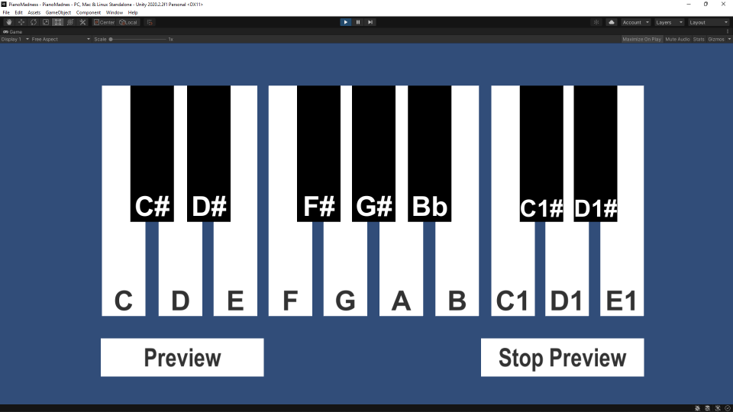 PianoMadness - PianoMadness - PC, Mac & Linux Standalone - Unity 2020.2.2f1 Personal <DX11>
File Edit Assets GameObject Component Window Help
Center Local Account Layers Layout
Game
Display 1 Free Aspect Scale 1x Maximize On Play Mute Audio Stats Gizmos
C# D# F# G# Bb C1# D1#
C D E F G A B C1 D1 E1
Preview Stop Preview